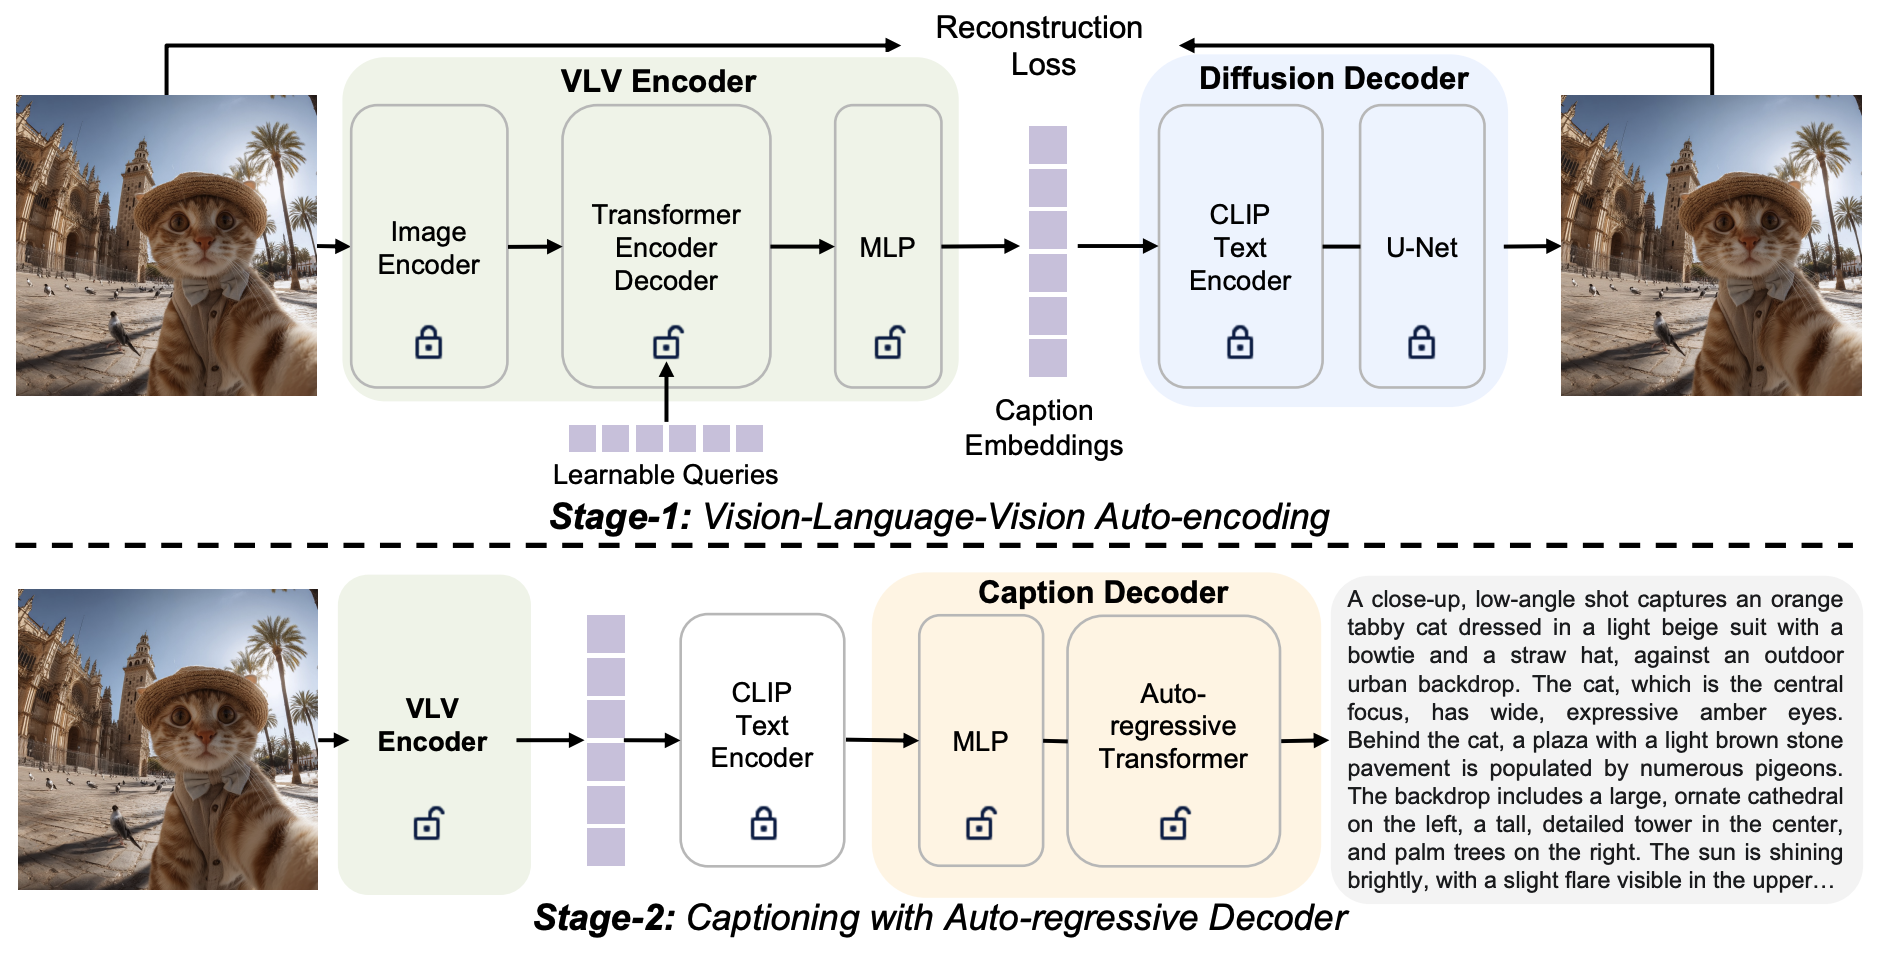 Reconstruction
Loss
VLV Encoder
Diffusion Decoder
Image
Encoder
Transformer
Encoder
Decoder
MLP
CLIP
Text
Encoder
U-Net
Caption
Embeddings
Learnable Queries
Stage-1: Vision-Language-Vision Auto-encoding
VLV
Encoder
CLIP
Text
Encoder
Caption Decoder
MLP
Auto-
regressive
Transformer
A close-up, low-angle shot captures an orange
tabby cat dressed in a light beige suit with a
bowtie and a straw hat, against an outdoor
urban backdrop. The cat, which is the central
focus, has wide, expressive amber eyes.
Behind the cat, a plaza with a light brown stone
pavement is populated by numerous pigeons.
The backdrop includes a large, ornate cathedral
on the left, a tall, detailed tower in the center,
and palm trees on the right. The sun is shining
brightly, with a slight flare visible in the upper…
Stage-2: Captioning with Auto-regressive Decoder